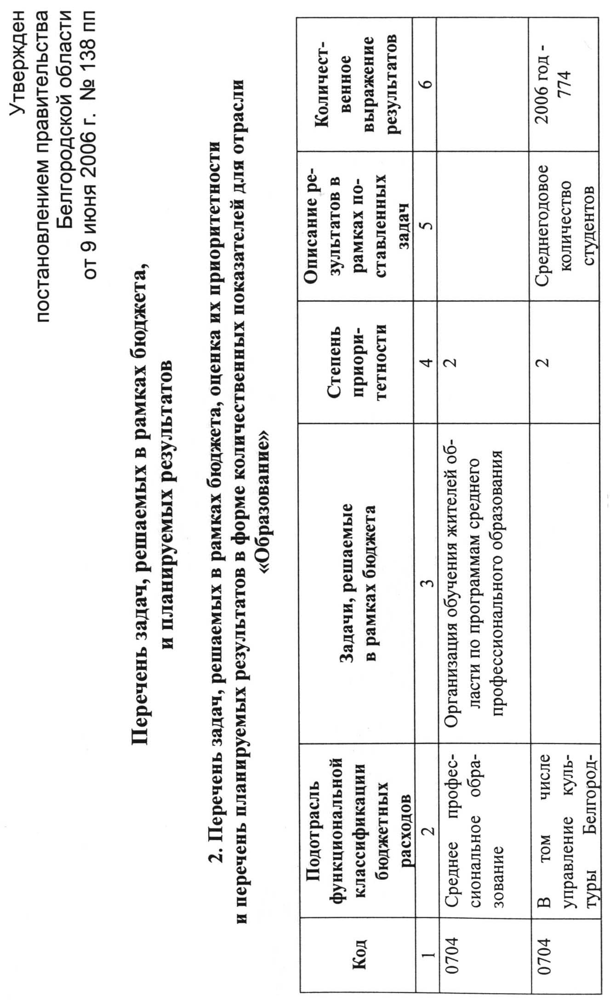 Утвержден
постановлением правительства
Белгородской области
от 9 июня 2006 г. № 138 пп
Перечень задач, решаемых в рамках бюджета,
и планируемых результатов
2. Перечень задач, решаемых в рамках бюджета, оценка их приоритетности
и перечень планируемых результатов в форме количественных показателей для отрасли
«Образование»
Код
Подотрасль
функциональной
классификации
бюджетных
расходов
Задачи, решаемые
в рамках бюджета
Степень
приори-
тетности
Описание ре-
зультатов в
рамках по-
ставленных
задач
Количест-
венное
выражение
результатов
1
2
3
4
5
6
0704
Среднее профес-
сиональное обра-
зование
Организация обучения жителей об-
ласти по программам среднего
профессионального образования
2
0704
В том числе
управление куль-
туры Белгород-
2
Среднегодовое
количество
студентов
2006 год -
774